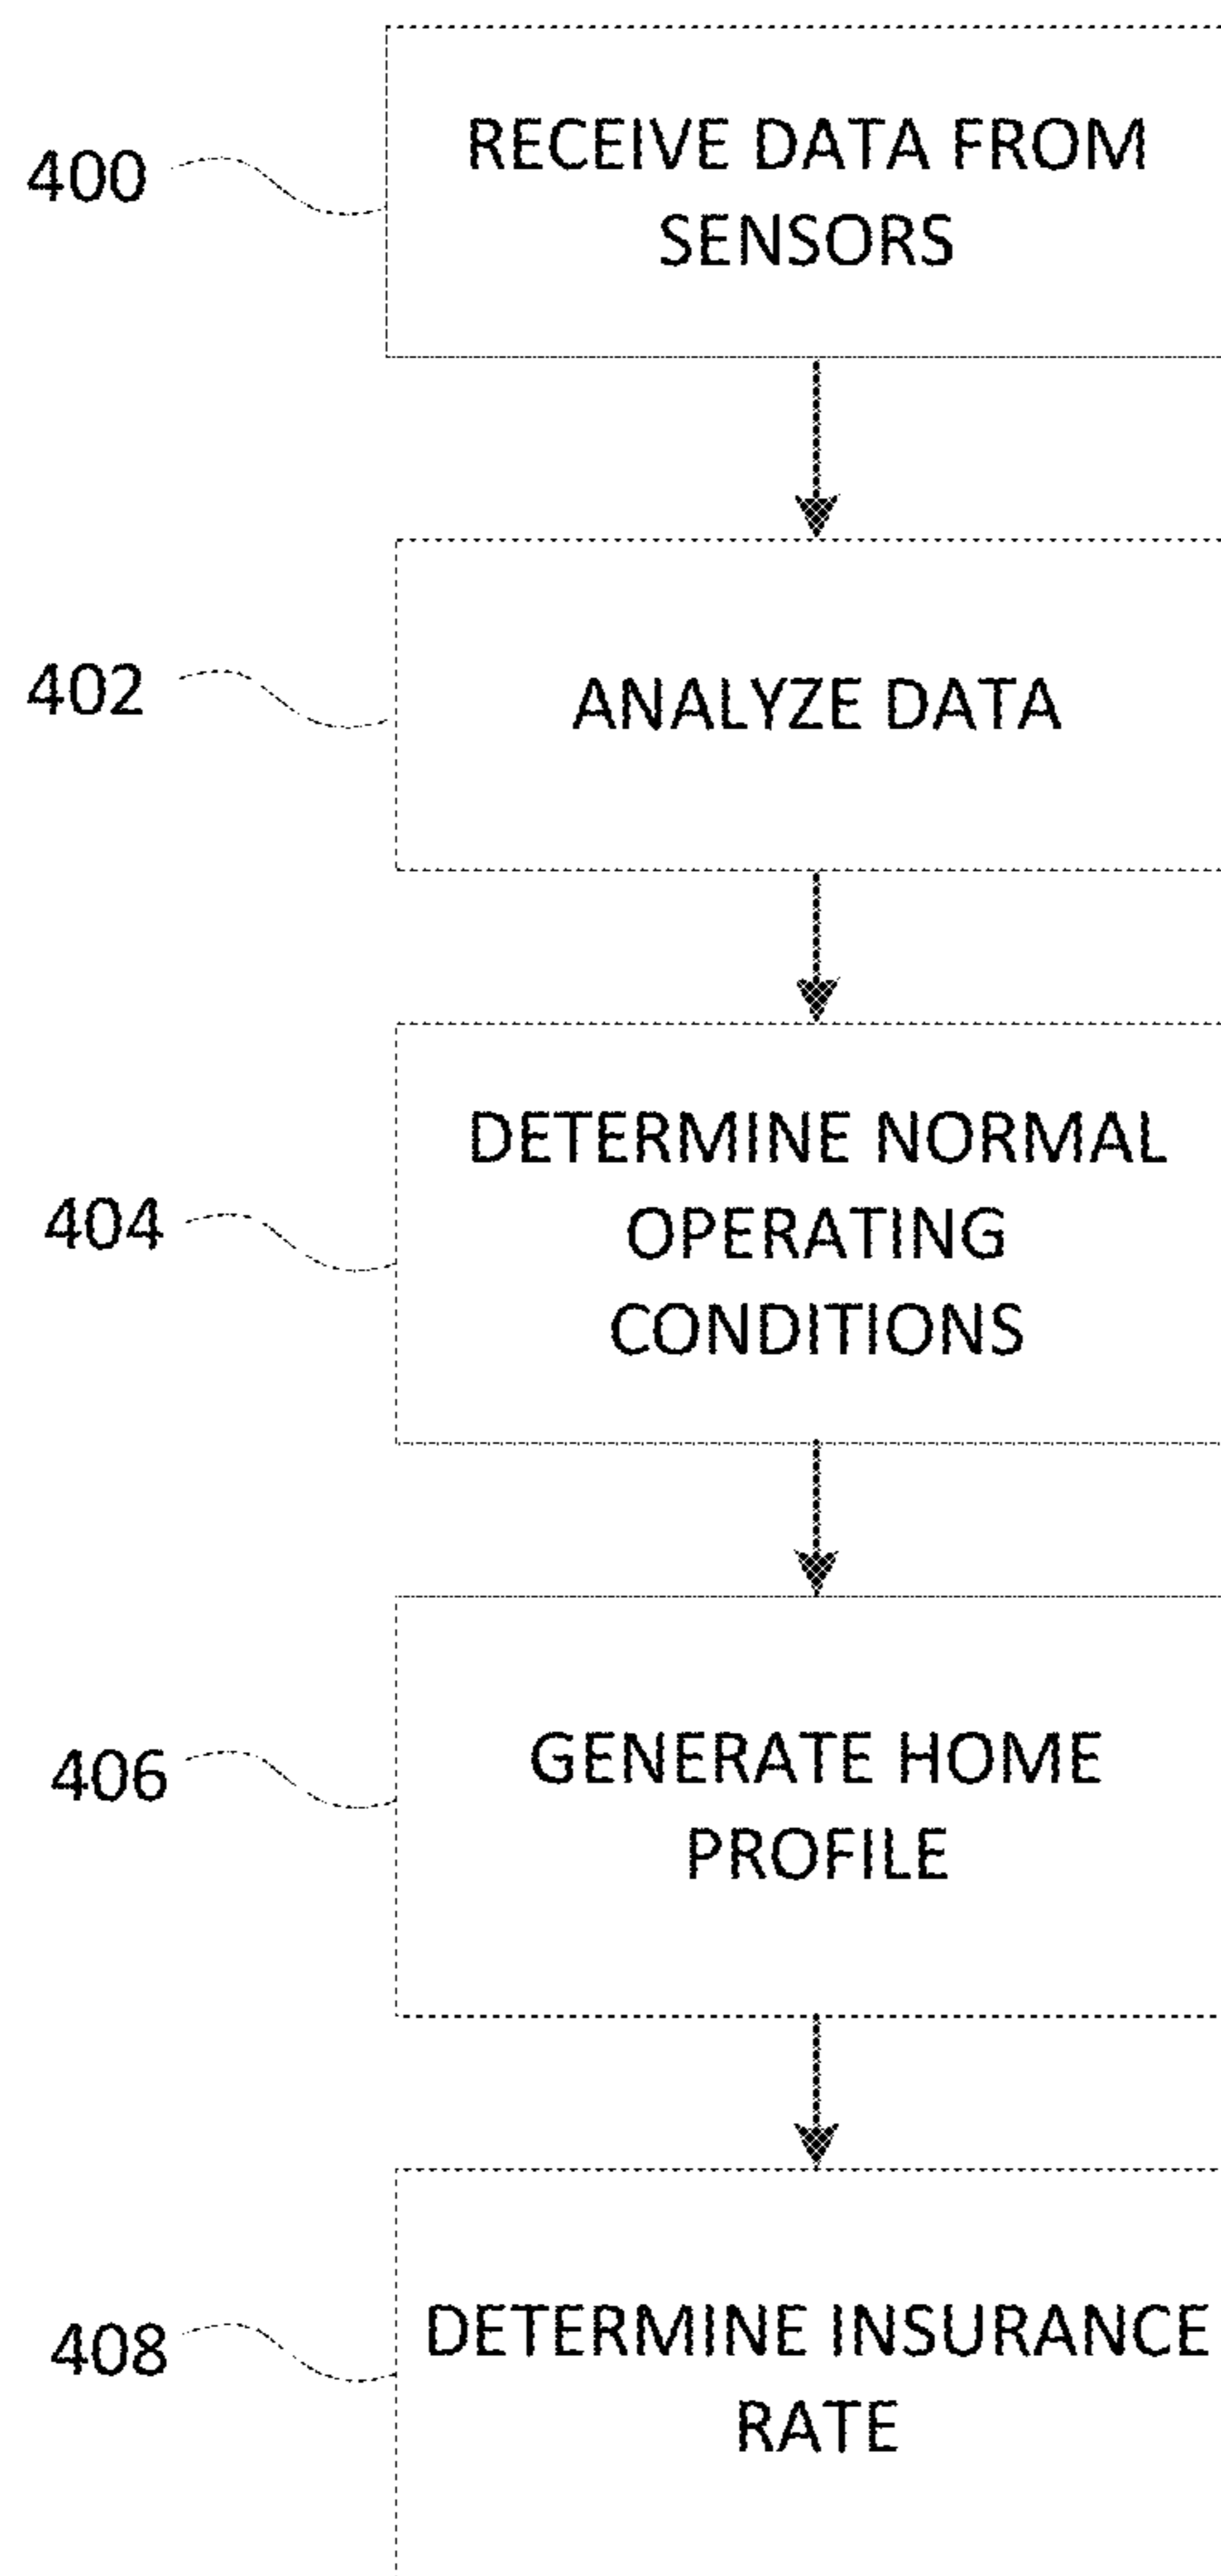 400
RECEIVE DATA FROM
SENSORS
402
ANALYZE DATA
404
DETERMINE NORMAL
OPERATING
CONDITIONS
406
GENERATE HOME
PROFILE
408
DETERMINE INSURANCE
RATE